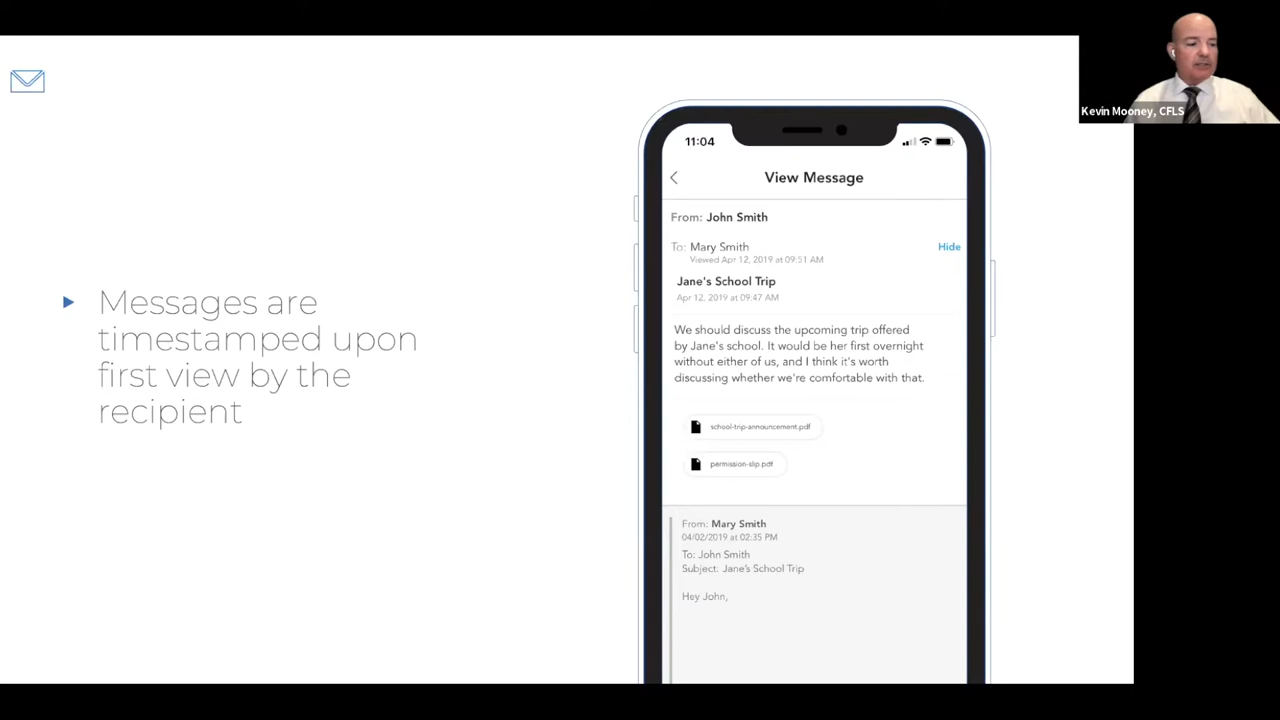 Kevin Mooney, CFLS
Messages are
timestamped upon
first view by the
recipient
11:04
View Message
From: John Smith
To: Mary Smith
Hide
Viewed Apr 12, 2019 at 09:51 AM
Jane's School Trip
Apr 12, 2019 at 09:47 AM
We should discuss the upcoming trip offered
by Jane's school. It would be her first overnight
without either of us, and I think it's worth
discussing whether we're comfortable with that.
school-trip-announcement.pdf
permission-slip.pdf
From: Mary Smith
04/02/2019 at 02:35 PM
To: John Smith
Subject: Jane's School Trip
Hey John,